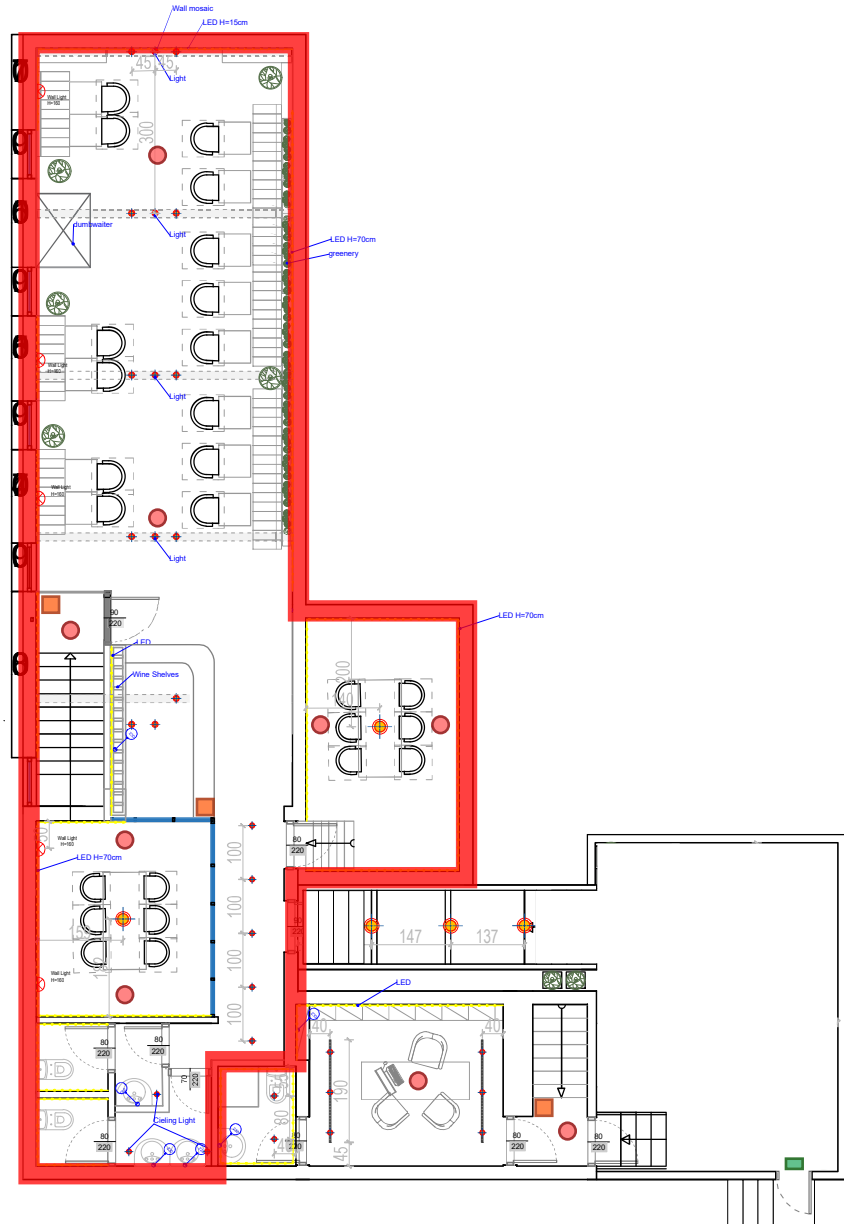 Wall mosaic
LED H=15cm
45
45
Light
Wall Light
H=160
300
dumbwaiter
Light
LED H=70cm
greenery
Wall Light
H=160
Light
Wall Light
H=160
Light
90
220
LED
LED H=70cm
Wine Shelves
200
140
Wall Light
H=160
LED H=70cm
100
80
220
100
147
137
100
Wall Light
H=160
100
LED
40
40
80
220
80
220
70
220
190
80
Cieling Light
80
220
80
220
80
220
45